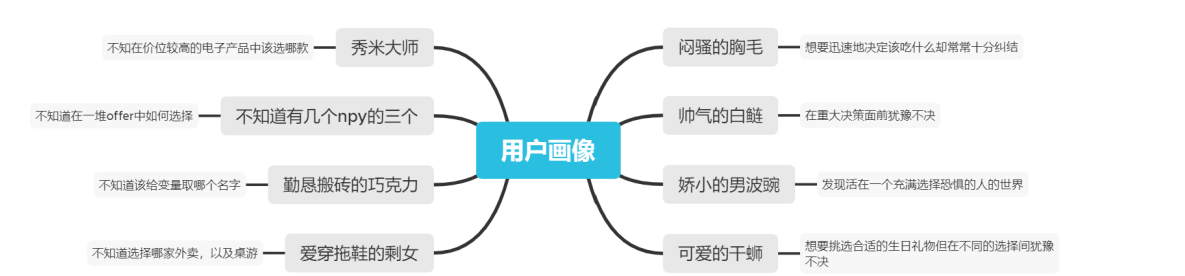 用户画像
秀米大师
不知在价位较高的电子产品中该选哪款
不知道有几个npy的三个
不知道在一堆offer中如何选择
勤恳搬砖的巧克力
不知道该给变量取哪个名字
爱穿拖鞋的剩女
不知道选择哪家外卖，以及桌游
闷骚的胸毛
想要迅速地决定该吃什么却常常十分纠结
帅气的白鲢
在重大决策面前犹豫不决
娇小的男波豌
发现活在一个充满选择恐惧的人的世界
可爱的干蛳
想要挑选合适的生日礼物但在不同的选择间犹豫
不决